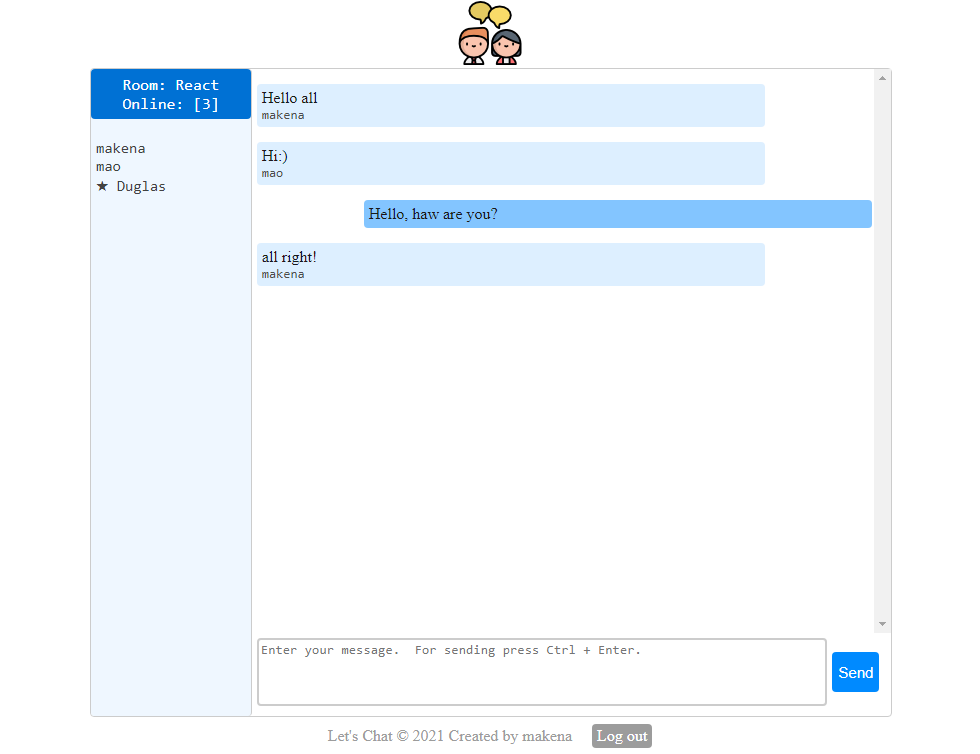 Room: React
Online: [3]
makena
mao
★ Duglas
Hello all
makena
Hi:)
mao
Hello, haw are you?
all right!
makena
Enter your message.  For sending press Ctrl + Enter.
Send
Let's Chat © 2021 Created by makena
Log out